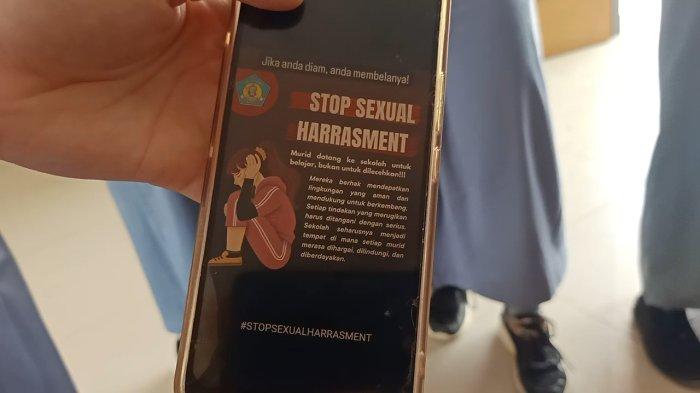 Jika anda diam, anda membelanya!
STOP SEXUAL
HARRASMENT
Murid datang ke sekolah untuk
belajar, bukan untuk dilecehkan!!!
Mereka berhak mendapatkan
lingkungan yang aman dan
mendukung untuk berkembang.
Setiap tindakan yang merugikan
harus ditangani dengan serius.
Sekolah seharusnya menjadi
tempat di mana setiap murid
merasa dihargai, dilindungi, dan
diberdayakan.
#STOPSEXUALHARRASMENT